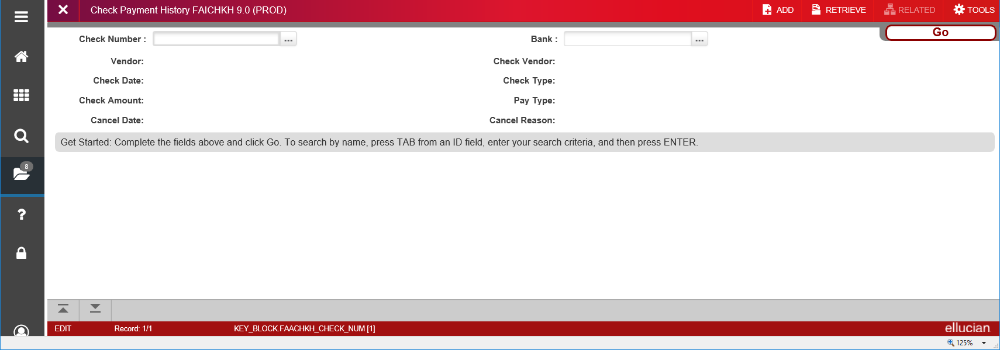 Check Payment History FAICHKH 9.0 (PROD)
ADD
RETRIEVE
RELATED
TOOLS
Check Number :
...
Bank :
...
Go
Vendor:
Check Vendor:
Check Date:
Check Type:
Check Amount:
Pay Type:
Cancel Date:
Cancel Reason:
Get Started: Complete the fields above and click Go. To search by name, press TAB from an ID field, enter your search criteria, and then press ENTER.
8
?
EDIT
Record: 1/1
KEY_BLOCK.FAACHKH_CHECK_NUM [1]
ellucian
125%